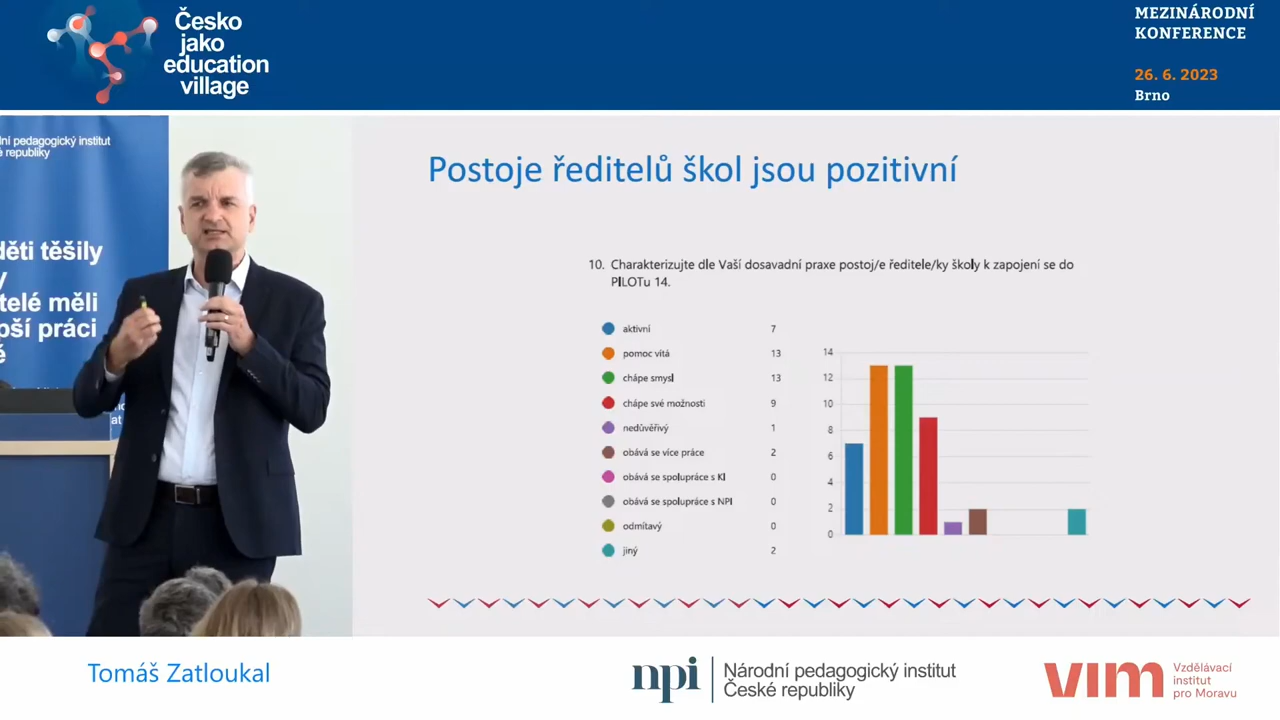 Česko
jako
education
village
MEZINÁRODNÍ
KONFERENCE
26. 6. 2023
Brno
ní pedagogický institut
é republiky
děti těšily
y
telé měli
pší práci
é
Postoje ředitelů škol jsou pozitivní
10. Charakterizujte dle Vaší dosavadní praxe postoj/e ředitele/ky školy k zapojení se do
PILOTu 14.
aktivní 7
pomoc vítá 13
chápe smysl 13
chápe své možnosti 9
nedůvěřivý 1
obává se více práce 2
obává se spolupráce s KI 0
obává se spolupráce s NPI 0
odmítavý 0
jiný 2
14
12
10
8
6
4
2
0
Tomáš Zatloukal
npi
Národní pedagogický institut
České republiky
vim
Vzdělávací
institut
pro Moravu